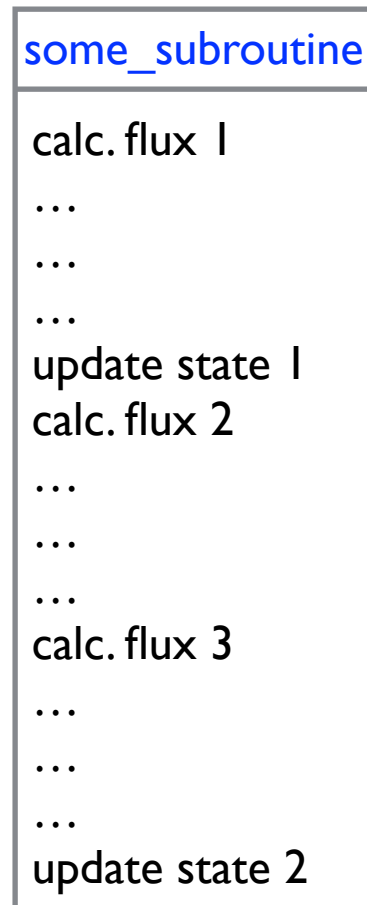 some_subroutine
calc. flux 1
…
…
…
update state 1
calc. flux 2
…
…
…
calc. flux 3
…
…
…
update state 2